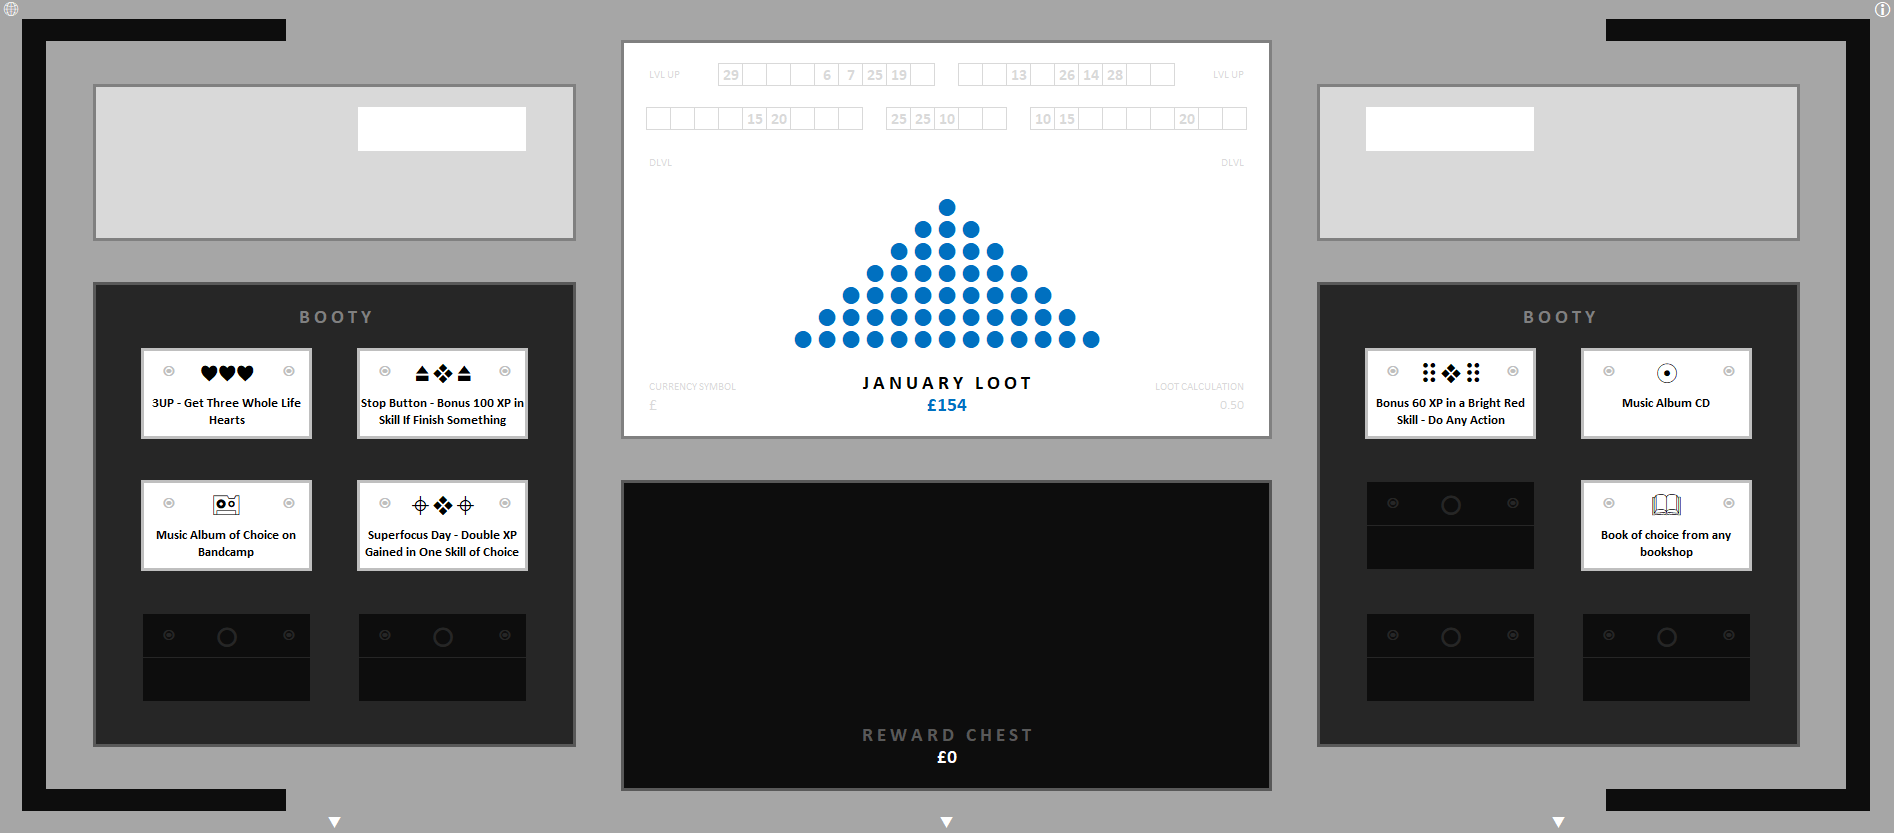 LVL UP
29 6 7 25 19
13 26 14 28
LVL UP
15 20
25 25 10
10 15 20
DLVL
DLVL
CURRENCY SYMBOL
£
JANUARY LOOT
£154
LOOT CALCULATION
0.50
BOOTY
3UP - Get Three Whole Life
Hearts
Stop Button - Bonus 100 XP in
Skill If Finish Something
Music Album of Choice on
Bandcamp
Superfocus Day - Double XP
Gained in One Skill of Choice
REWARD CHEST
£0
BOOTY
Bonus 60 XP in a Bright Red
Skill - Do Any Action
Music Album CD
Book of choice from any
bookshop